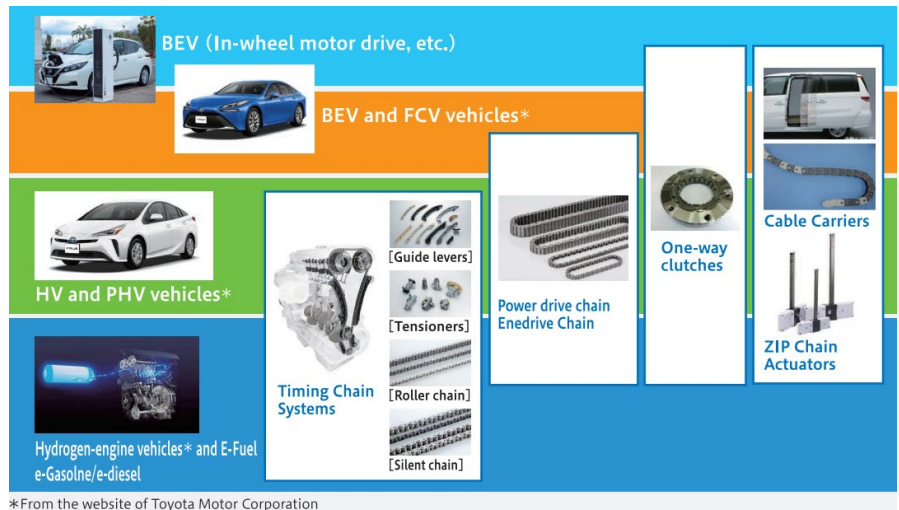 BEV (In-wheel motor drive, etc.)
BEV and FCV vehicles*
HV and PHV vehicles*
Hydrogen-engine vehicles* and E-Fuel
e-Gasolne/e-diesel
Timing Chain
Systems
[Guide levers]
[Tensioners]
[Roller chain]
[Silent chain]
Power drive chain
Enedrive Chain
One-way
clutches
Cable Carriers
ZIP Chain
Actuators
*From the website of Toyota Motor Corporation